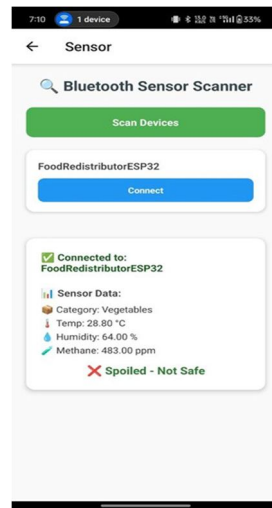 7:10 1 device 33%
Sensor
Bluetooth Sensor Scanner
Scan Devices
FoodRedistributorESP32
Connect
Connected to:
FoodRedistributorESP32
Sensor Data:
Category: Vegetables
Temp: 28.80 °C
Humidity: 64.00 %
Methane: 483.00 ppm
Spoiled - Not Safe